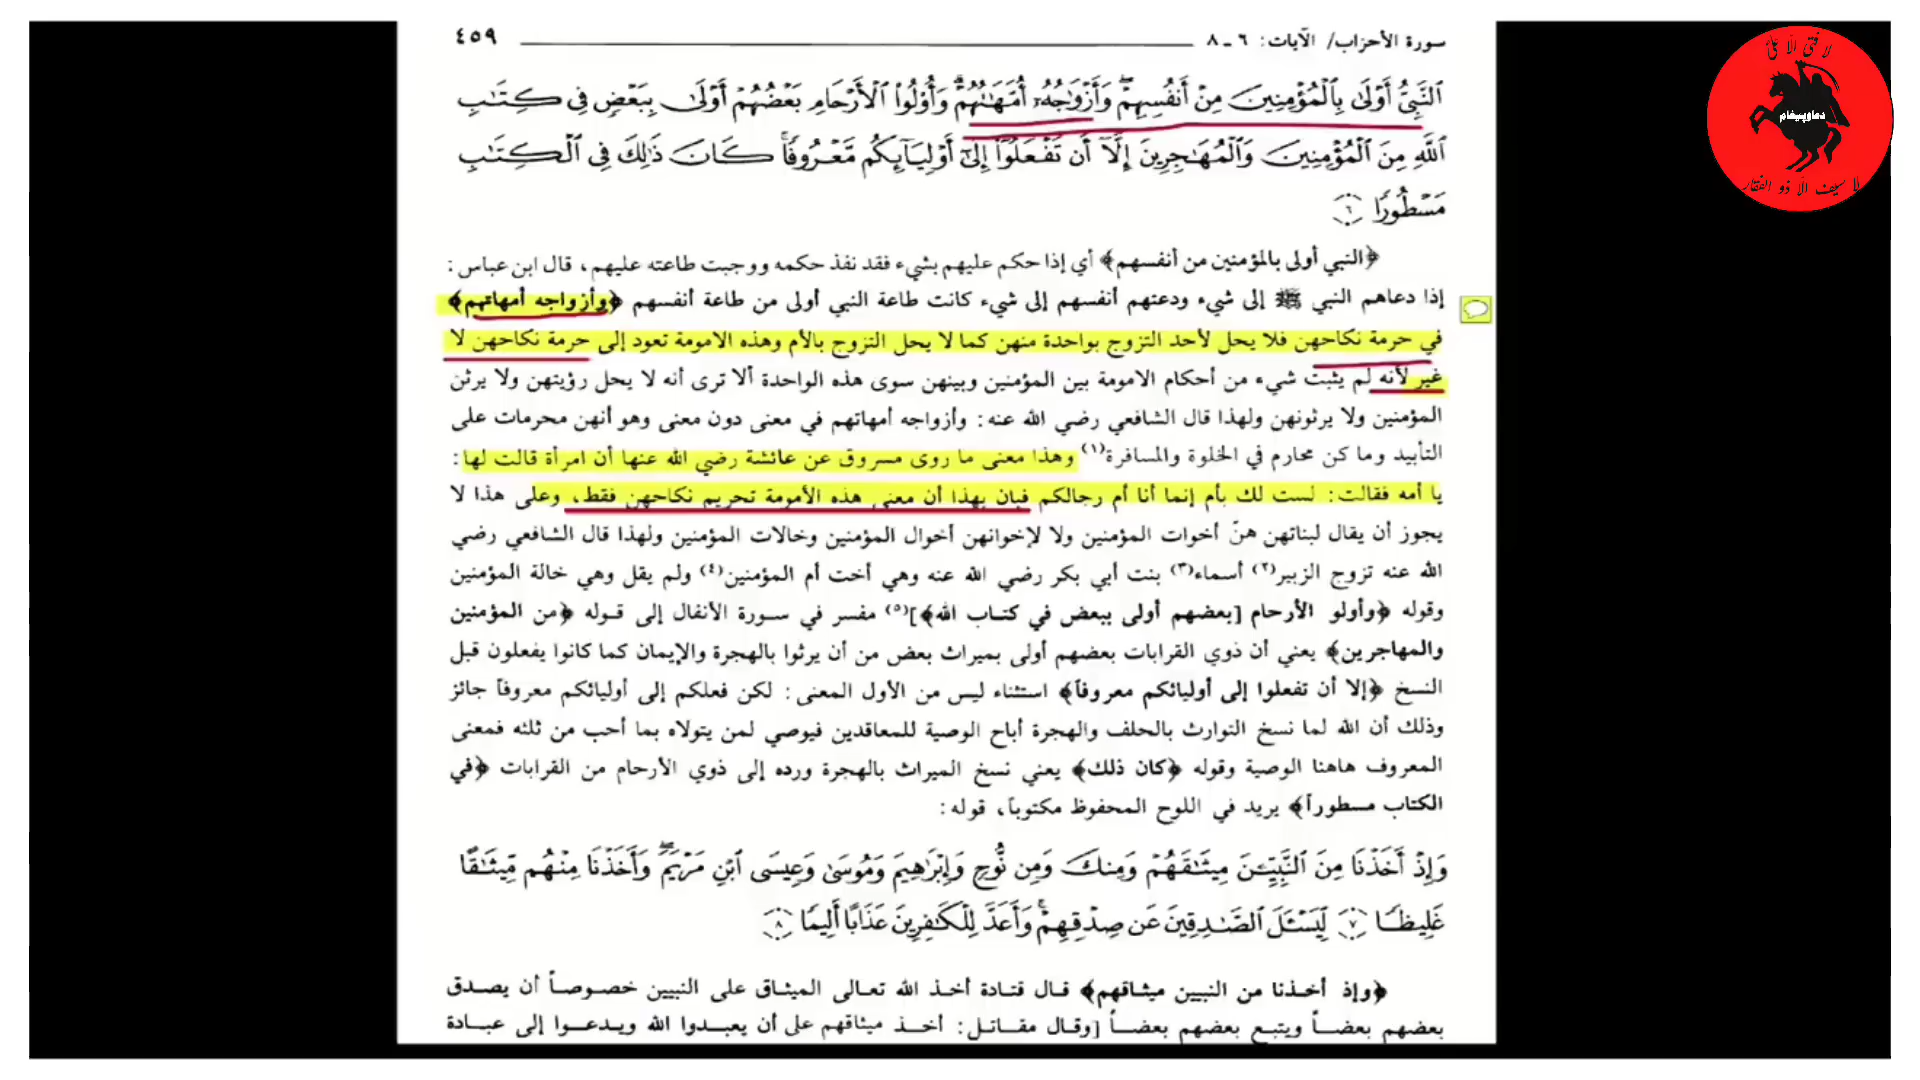 سورة الأحزاب/ الآيات: ٦ ـ ٨ ٤٥٩
ٱلنَّبِيُّ أَوْلَىٰ بِٱلْمُؤْمِنِينَ مِنْ أَنفُسِهِمْ ۖ وَأَزْوَٰجُهُۥٓ أُمَّهَـٰتُهُمْ ۗ وَأُو۟لُوا۟ ٱلْأَرْحَامِ بَعْضُهُمْ أَوْلَىٰ بِبَعْضٍ فِى كِتَـٰبِ
ٱللَّهِ مِنَ ٱلْمُؤْمِنِينَ وَٱلْمُهَـٰجِرِينَ إِلَّآ أَن تَفْعَلُوٓا۟ إِلَىٰٓ أَوْلِيَآئِكُم مَّعْرُوفًا ۚ كَانَ ذَٰلِكَ فِى ٱلْكِتَـٰبِ
مَسْطُورًا ٦
﴿النبي أولى بالمؤمنين من أنفسهم﴾ أي إذا حكم عليهم بشيء فقد نفذ حكمه ووجبت طاعته عليهم، قال ابن عباس:
إذا دعاهم النبي ﷺ إلى شيء ودعتهم أنفسهم إلى شيء كانت طاعة النبي أولى من طاعة أنفسهم ﴿وأزواجه أمهاتهم﴾
في حرمة نكاحهن فلا يحل لأحد التزوج بواحدة منهن كما لا يحل التزوج بالأم وهذه الامومة تعود إلى حرمة نكاحهن لا
غير لأنه لم يثبت شيء من أحكام الامومة بين المؤمنين وبينهن سوى هذه الواحدة ألا ترى أنه لا يحل رؤيتهن ولا يرثن
المؤمنين ولا يرثونهن ولهذا قال الشافعي رضي الله عنه: وأزواجه أمهاتهم في معنى دون معنى وهو أنهن محرمات على
التأبيد وما كن محارم في الخلوة والمسافرة(١) وهذا معنى ما روى مسروق عن عائشة رضي الله عنها أن امرأة قالت لها:
يا أمه فقالت: لست لك بأم إنما أنا أم رجالكم فبان بهذا أن معنى هذه الأمومة تحريم نكاحهن فقط، وعلى هذا لا
يجوز أن يقال لبناتهن هنّ أخوات المؤمنين ولا لإخوانهن أخوال المؤمنين وخالات المؤمنين ولهذا قال الشافعي رضي
الله عنه تزوج الزبير(٢) أسماء(٣) بنت أبي بكر رضي الله عنه وهي أخت أم المؤمنين(٤) ولم يقل وهي خالة المؤمنين
وقوله ﴿وأولو الأرحام [بعضهم أولى ببعض في كتاب الله﴾](٥) مفسر في سورة الأنفال إلى قوله ﴿من المؤمنين
والمهاجرين﴾ يعني أن ذوي القرابات بعضهم أولى بميراث بعض من أن يرثوا بالهجرة والإيمان كما كانوا يفعلون قبل
النسخ ﴿إلا أن تفعلوا إلى أوليائكم معروفاً﴾ استثناء ليس من الأول المعنى: لكن فعلكم إلى أوليائكم معروفاً جائز
وذلك أن الله لما نسخ التوارث بالحلف والهجرة أباح الوصية للمعاقدين فيوصي لمن يتولاه بما أحب من ثلثه فمعنى
المعروف هاهنا الوصية وقوله ﴿كان ذلك﴾ يعني نسخ الميراث بالهجرة ورده إلى ذوي الأرحام من القرابات ﴿في
الكتاب مسطوراً﴾ يريد في اللوح المحفوظ مكتوباً، قوله:
وَإِذْ أَخَذْنَا مِنَ ٱلنَّبِيِّـۧنَ مِيثَـٰقَهُمْ وَمِنكَ وَمِن نُّوحٍ وَإِبْرَٰهِيمَ وَمُوسَىٰ وَعِيسَى ٱبْنِ مَرْيَمَ ۖ وَأَخَذْنَا مِنْهُم مِّيثَـٰقًا
غَلِيظًا ٧ لِّيَسْـَٔلَ ٱلصَّـٰدِقِينَ عَن صِدْقِهِمْ ۚ وَأَعَدَّ لِلْكَـٰفِرِينَ عَذَابًا أَلِيمًا ٨
﴿وإذ أخذنا من النبين ميثاقهم﴾ قال قتادة أخذ الله تعالى الميثاق على النبيين خصوصاً أن يصدق
بعضهم بعضاً ويتبع بعضهم بعضاً [وقال مقاتل: أخذ ميثاقهم على أن يعبدوا الله ويدعوا إلى عبادة
لا فتى الا علي
دعاوپیغام
لا سيف الا ذو الفقار